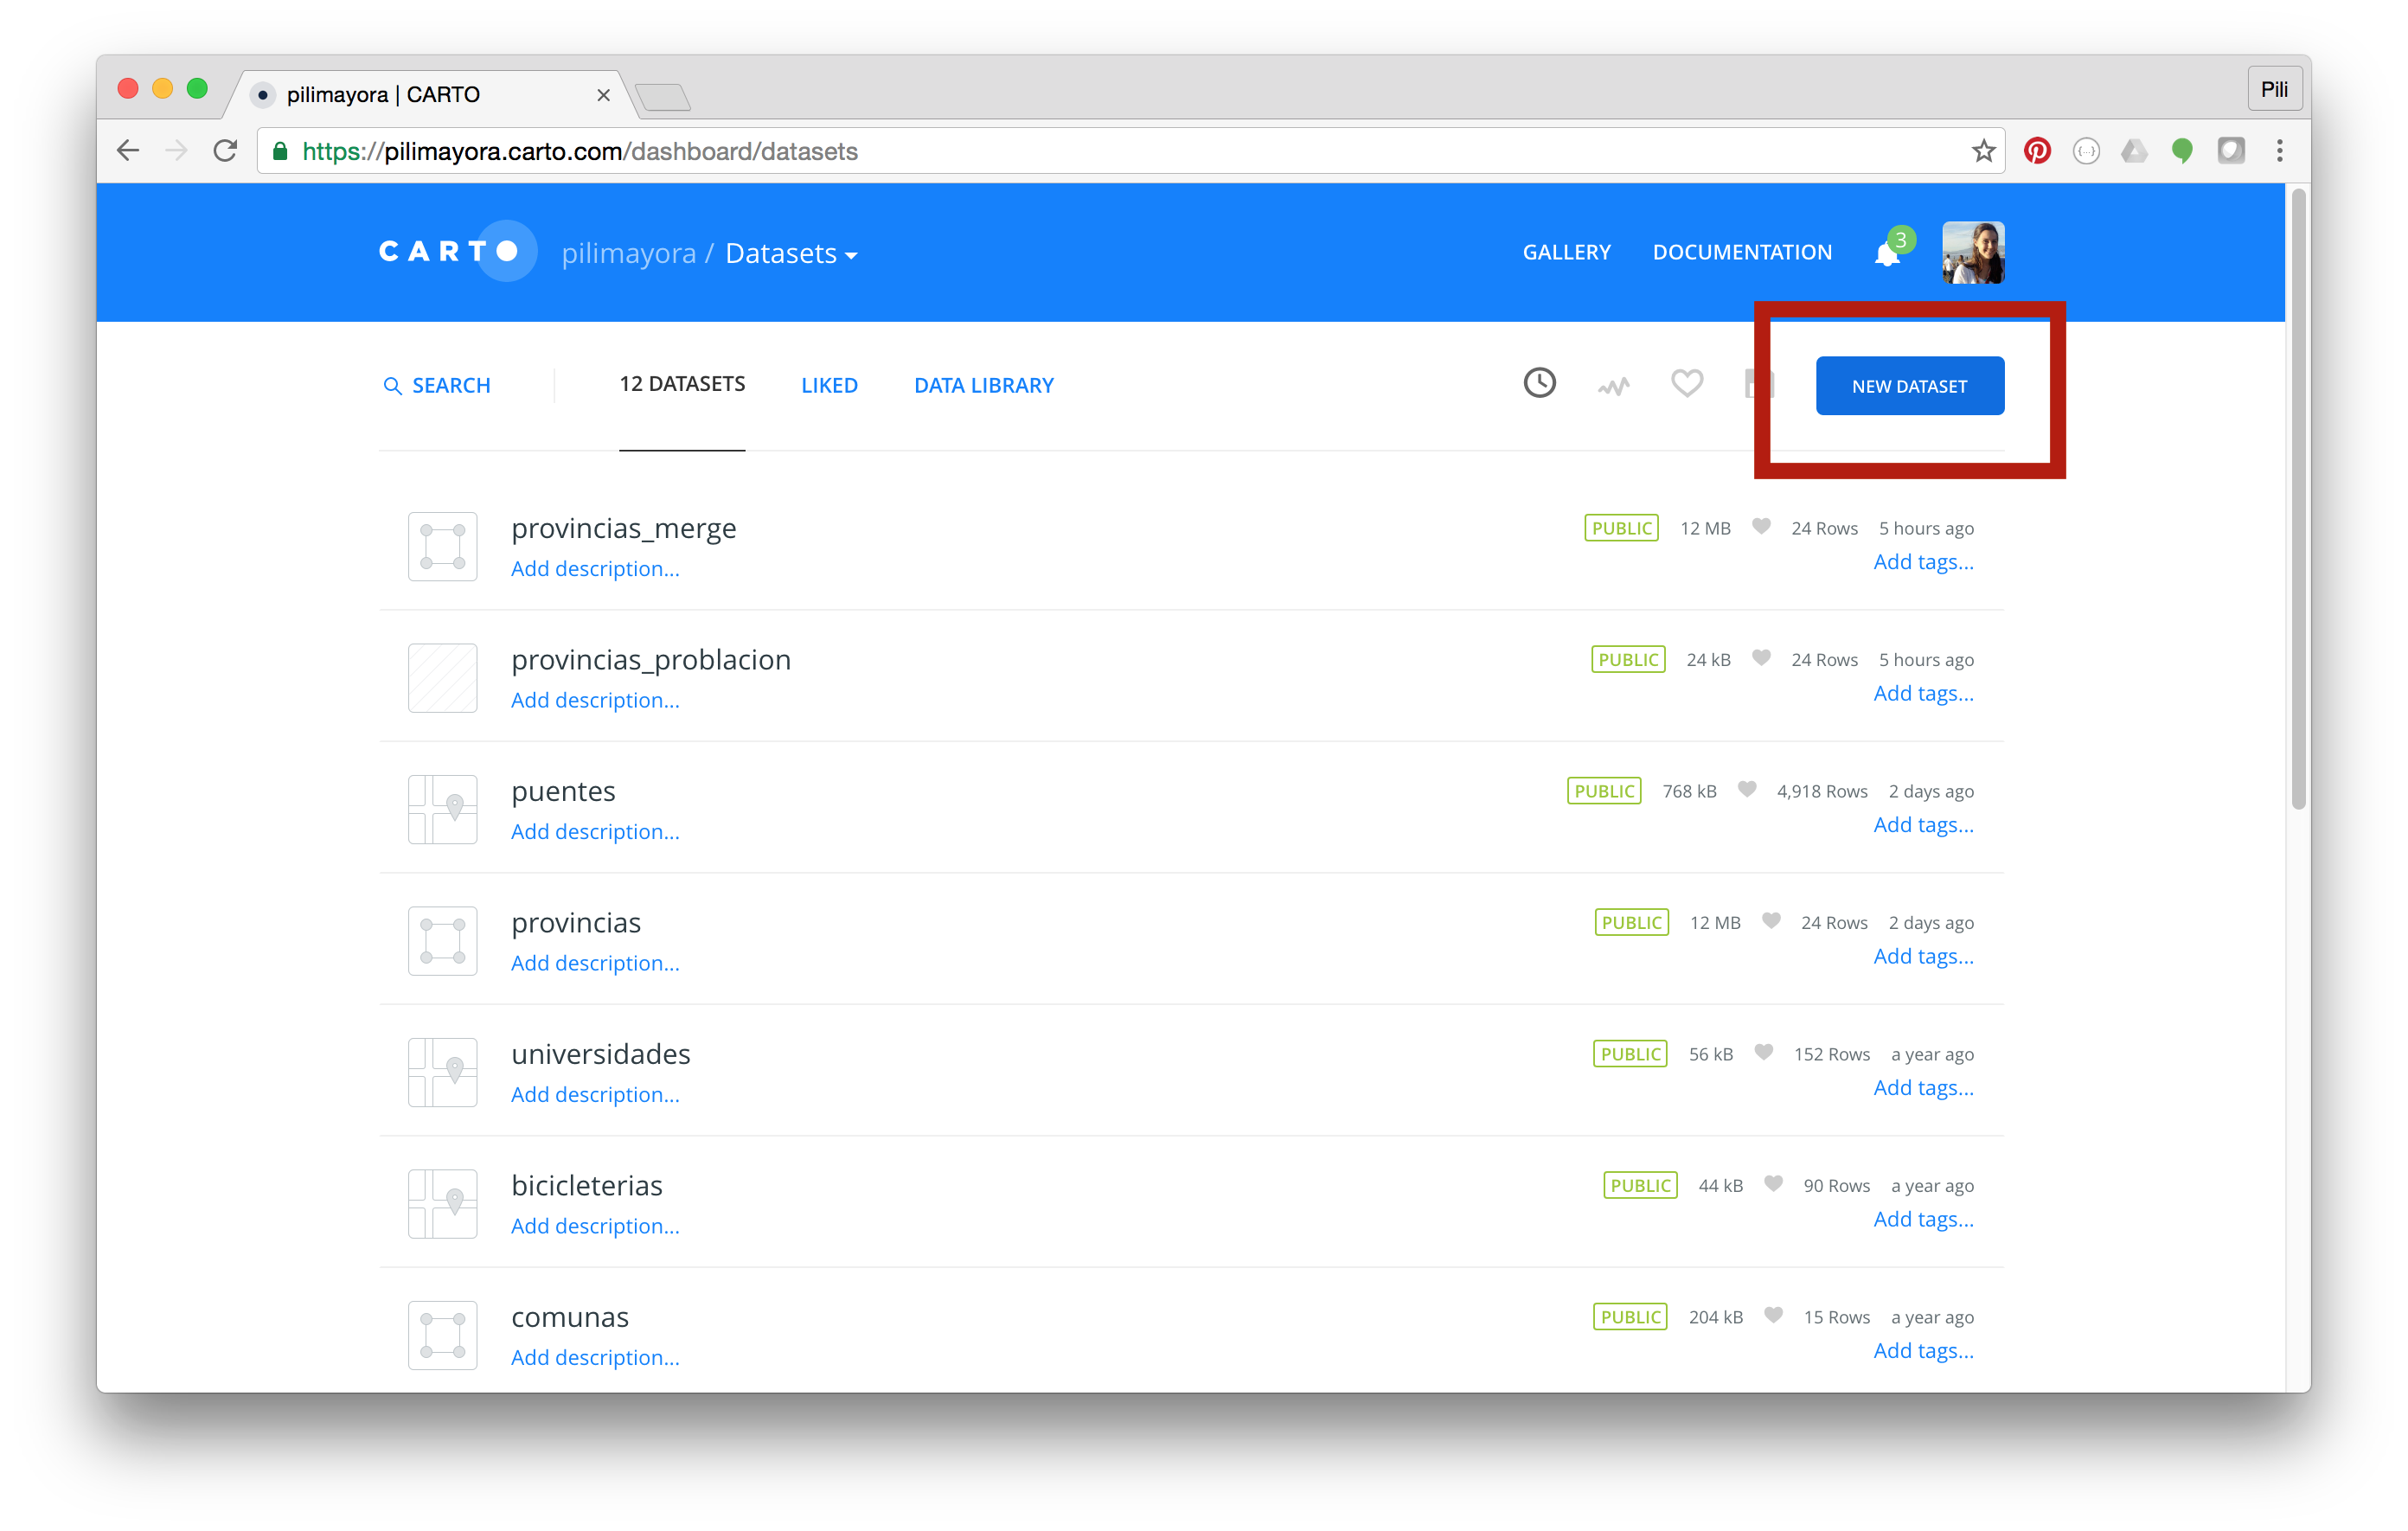 pilimayora | CARTO
Pili
https://pilimayora.carto.com/dashboard/datasets
CARTO pilimayora / Datasets GALLERY DOCUMENTATION 3
SEARCH 12 DATASETS LIKED DATA LIBRARY NEW DATASET
provincias_merge PUBLIC 12 MB 24 Rows 5 hours ago
Add description... Add tags...
provincias_problacion PUBLIC 24 kB 24 Rows 5 hours ago
Add description... Add tags...
puentes PUBLIC 768 kB 4,918 Rows 2 days ago
Add description... Add tags...
provincias PUBLIC 12 MB 24 Rows 2 days ago
Add description... Add tags...
universidades PUBLIC 56 kB 152 Rows a year ago
Add description... Add tags...
bicicleterias PUBLIC 44 kB 90 Rows a year ago
Add description... Add tags...
comunas PUBLIC 204 kB 15 Rows a year ago
Add description... Add tags...